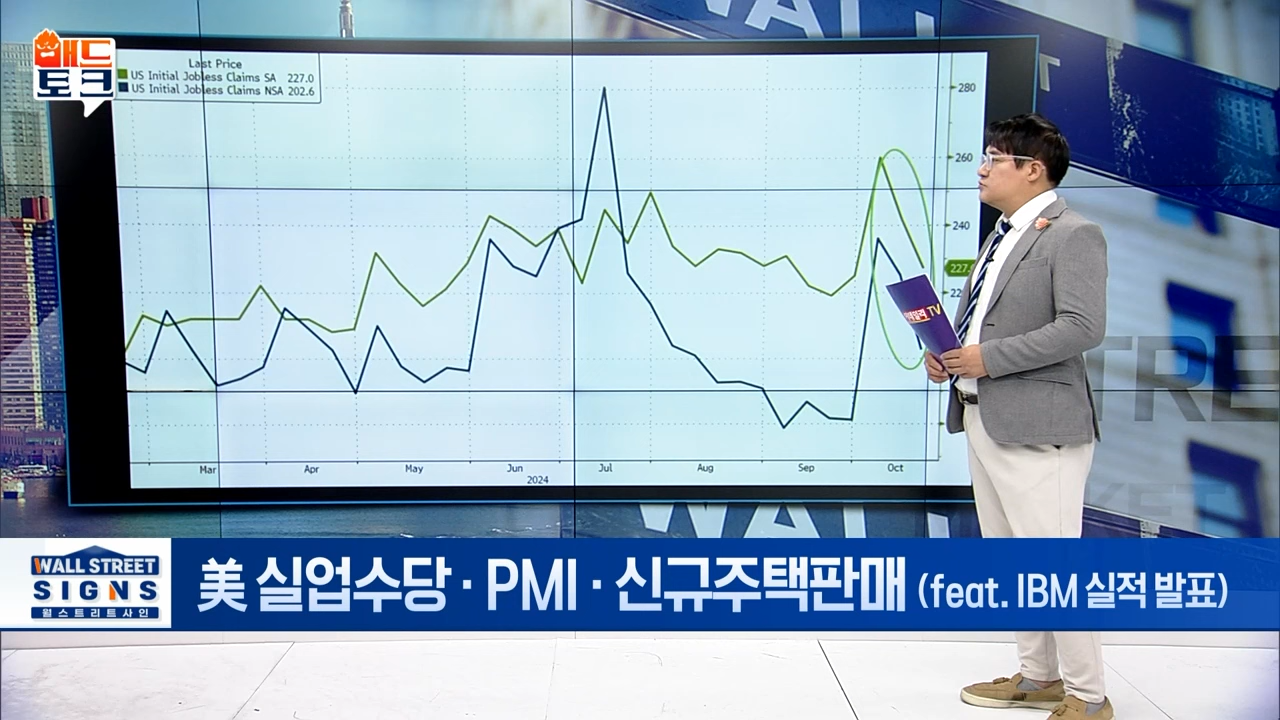 매드
토크
Last Price
US Initial Jobless Claims SA 227.0
US Initial Jobless Claims NSA 202.6
280
260
240
227.
22
Mar Apr May Jun Jul Aug Sep Oct
2024
TV
WALL STREET
SIGNS
월스트리트사인
美 실업수당 · PMI · 신규주택판매 (feat. IBM 실적 발표)